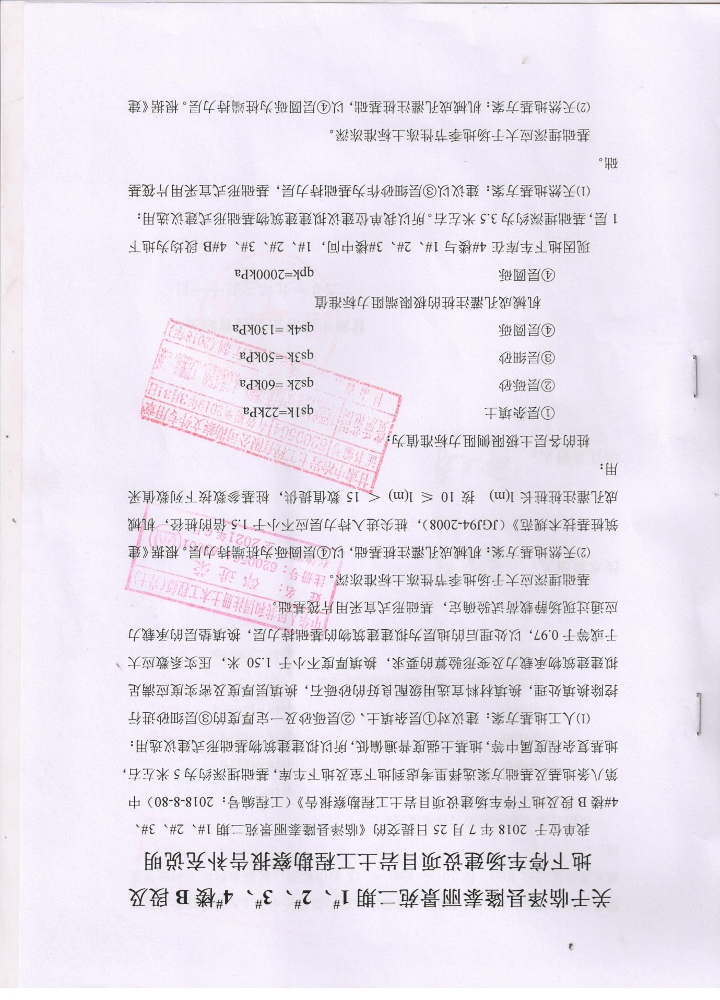 关于临泽县隆泰丽景苑二期1#、2#、3#、4#楼 B 段及
地下停车场建设项目岩土工程勘察报告补充说明
我单位于 2018 年 7 月 25 日提交的《临泽县隆泰丽景苑二期 1#、2#、3#、
4#楼 B 段及地下停车场建设项目岩土工程勘察报告》（工程编号：2018-8-80）中
第八条地基及基础方案选择里考虑到地下室及地下车库，基础埋深约为 5 米左右，
地基复杂程度属中等，地基土强度普遍偏低，所以拟建建筑物基础形式建议选用：
(1)人工地基方案：建议对①层杂填土、②层砾砂及一定厚度的③层细砂进行
挖除换填处理，换填材料宜选用级配良好的砂砾石，换填层厚度及密实度应满足
拟建建筑物承载力及变形验算的要求，换填厚度不小于 1.50 米，压实系数应大
于或等于 0.97，以处理后的地层为拟建建筑物的基础持力层，换填垫层的承载力
应通过现场静载荷试验确定，基础形式宜采用片筏基础。
基础埋深应大于场地季节性冻土标准冻深。
(2)天然地基方案：机械成孔灌注桩基础，以④层圆砾为桩端持力层。根据《建
筑桩基技术规范》（JGJ94-2008），桩尖进入持力层应不小于 1.5 倍的桩径，机械
成孔灌注桩桩长 l(m) 按 10 ≤ l(m) < 15 数值提供，桩基参数按下列数值采
用：
桩的各层土极限侧阻力标准值为：
①层杂填土 qs1k=22kPa
②层砾砂 qs2k =60kPa
③层细砂 qs3k =50kPa
④层圆砾 qs4k =130kPa
机械成孔灌注桩的极限端阻力标准值
④层圆砾 qpk=2000kPa
现因地下车库在 4#楼与 1#、2#、3#楼中间，1#、2#、3#、4#B 段均为地下
1 层，基础埋深约为 3.5 米左右。所以我单位建议拟建建筑物基础形式建议选用：
(1)天然地基方案：建议以③层细砂作为基础持力层，基础形式宜采用片筏基
础。
基础埋深应大于场地季节性冻土标准冻深。
(2)天然地基方案：机械成孔灌注桩基础，以④层圆砾为桩端持力层。根据《建
中华人民共和国注册土木工程师(岩土)
姓 名：
注册号：6200564
至 2021年6月
甘肃中裕岩土工程有限公司勘察文件专用章
证书编号 6200564 有效期至2019年3月31日
资质范围
(2018年)